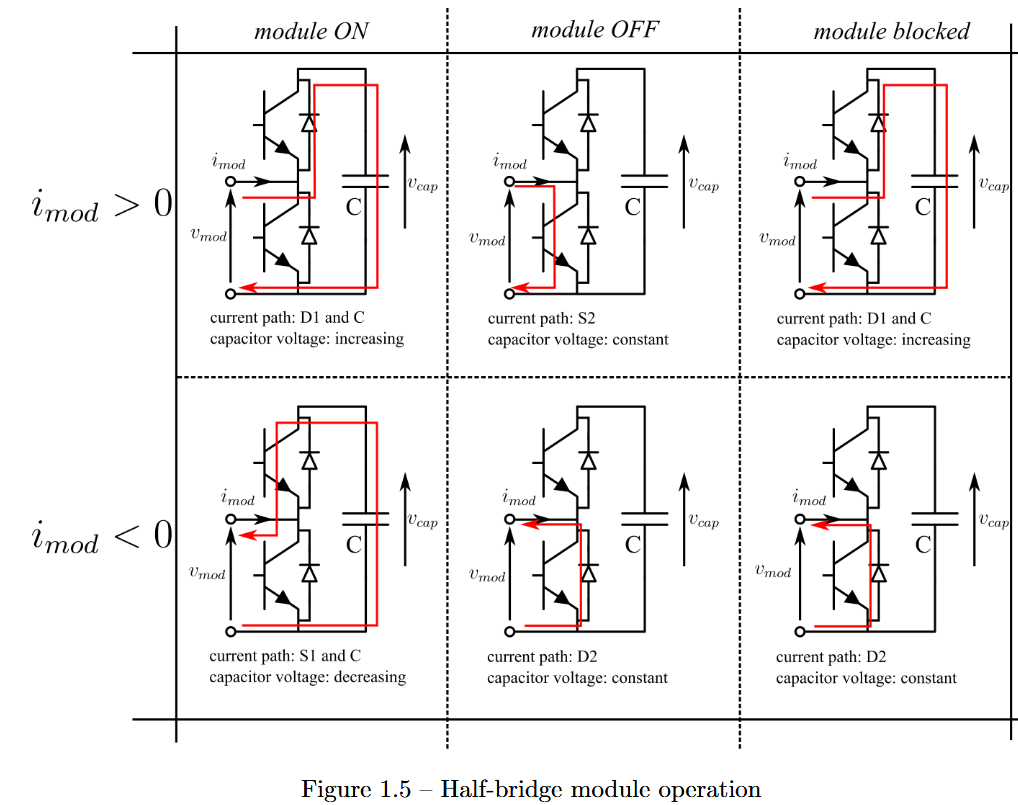 module ON module OFF module blocked
i_mod > 0
i_mod
v_mod
C
v_cap
current path: D1 and C
capacitor voltage: increasing
i_mod
v_mod
C
v_cap
current path: S2
capacitor voltage: constant
i_mod
v_mod
C
v_cap
current path: D1 and C
capacitor voltage: increasing
i_mod < 0
i_mod
v_mod
C
v_cap
current path: S1 and C
capacitor voltage: decreasing
i_mod
v_mod
C
v_cap
current path: D2
capacitor voltage: constant
i_mod
v_mod
C
v_cap
current path: D2
capacitor voltage: constant
Figure 1.5 – Half-bridge module operation